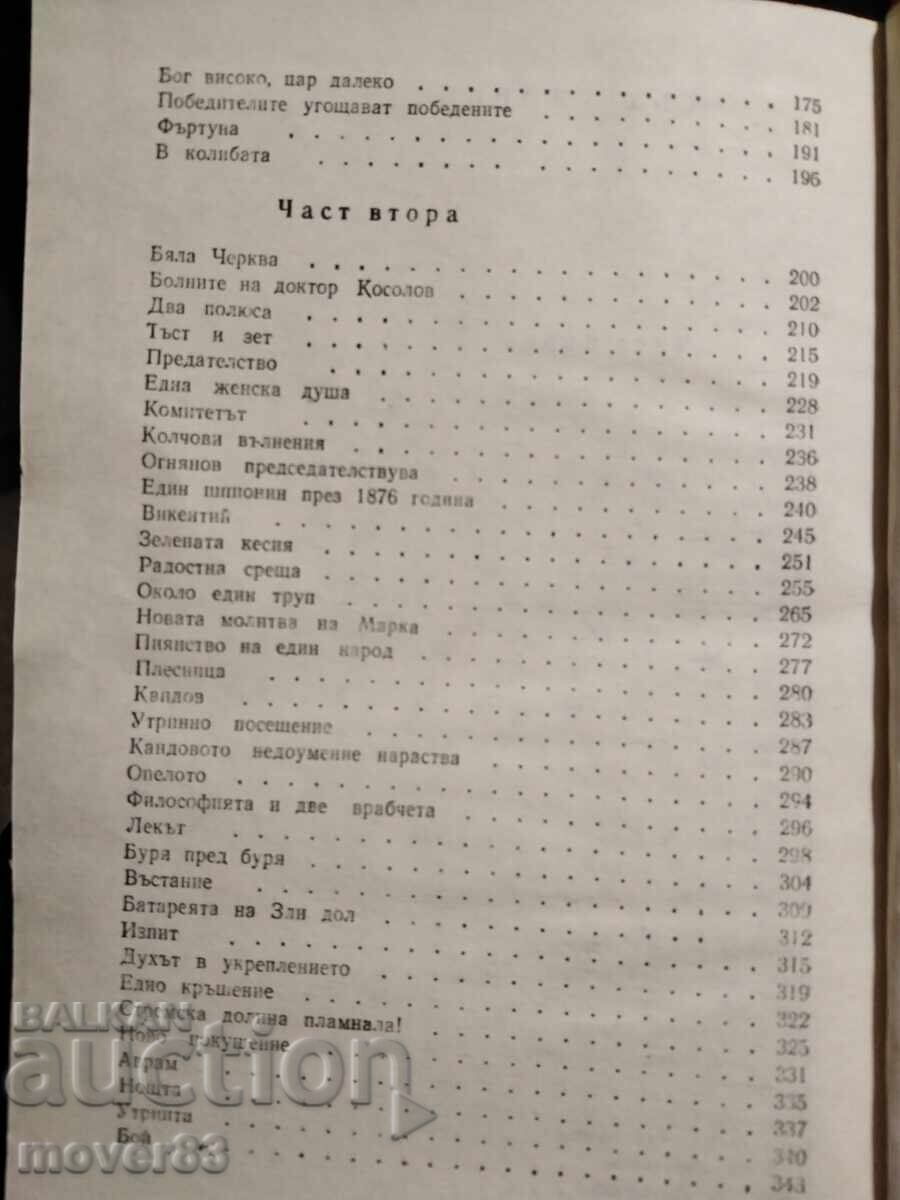 Бог високо, цар далеко . . . . . . . . . . . . . . 175
Победителите угощават победените . . . . . . . . . 181
Фъртуна . . . . . . . . . . . . . . . . . . 191
В колибата . . . . . . . . . . . . . . . . . 196
Част втора
Бяла Черква . . . . . . . . . . . . . . . . . 200
Болните на доктор Косолов . . . . . . . . . . . . 202
Два полюса . . . . . . . . . . . . . . . . . 210
Тъст и зет . . . . . . . . . . . . . . . . . 215
Предателство . . . . . . . . . . . . . . . . 219
Една женска душа . . . . . . . . . . . . . . . 228
Комитетът . . . . . . . . . . . . . . . . . 231
Колчови вълнения . . . . . . . . . . . . . . . 236
Огнянов председателствува . . . . . . . . . . . . 238
Един шпионин през 1876 година . . . . . . . . . . . 240
Викентий . . . . . . . . . . . . . . . . . . 245
Зелената кесия . . . . . . . . . . . . . . . . 251
Радостна среща . . . . . . . . . . . . . . . . 255
Около един труп . . . . . . . . . . . . . . . 265
Новата молитва на Марка . . . . . . . . . . . . . 272
Пиянство на един народ . . . . . . . . . . . . . 277
Плесница . . . . . . . . . . . . . . . . . . 280
Кандов . . . . . . . . . . . . . . . . . . . 283
Утринно посещение . . . . . . . . . . . . . . . 287
Кандовото недоумение нараства . . . . . . . . . . . 290
Опелото . . . . . . . . . . . . . . . . . . 294
Философията и две врабчета . . . . . . . . . . . . 296
Лекът . . . . . . . . . . . . . . . . . . . 298
Буря пред буря . . . . . . . . . . . . . . . . 304
Въстание . . . . . . . . . . . . . . . . . . 309
Батареята на Зли дол . . . . . . . . . . . . . . 312
Изпит . . . . . . . . . . . . . . . . . . . 315
Духът в укреплението . . . . . . . . . . . . . . 319
Едно кръщение . . . . . . . . . . . . . . . . 322
Стремска долина пламнала! . . . . . . . . . . . . 325
Ново покушение . . . . . . . . . . . . . . . . 331
Аврам . . . . . . . . . . . . . . . . . . . 335
Нощта . . . . . . . . . . . . . . . . . . . 337
Утринта . . . . . . . . . . . . . . . . . . 340
Бой . . . . . . . . . . . . . . . . . . . . 343
BALKAN
auction
mover83